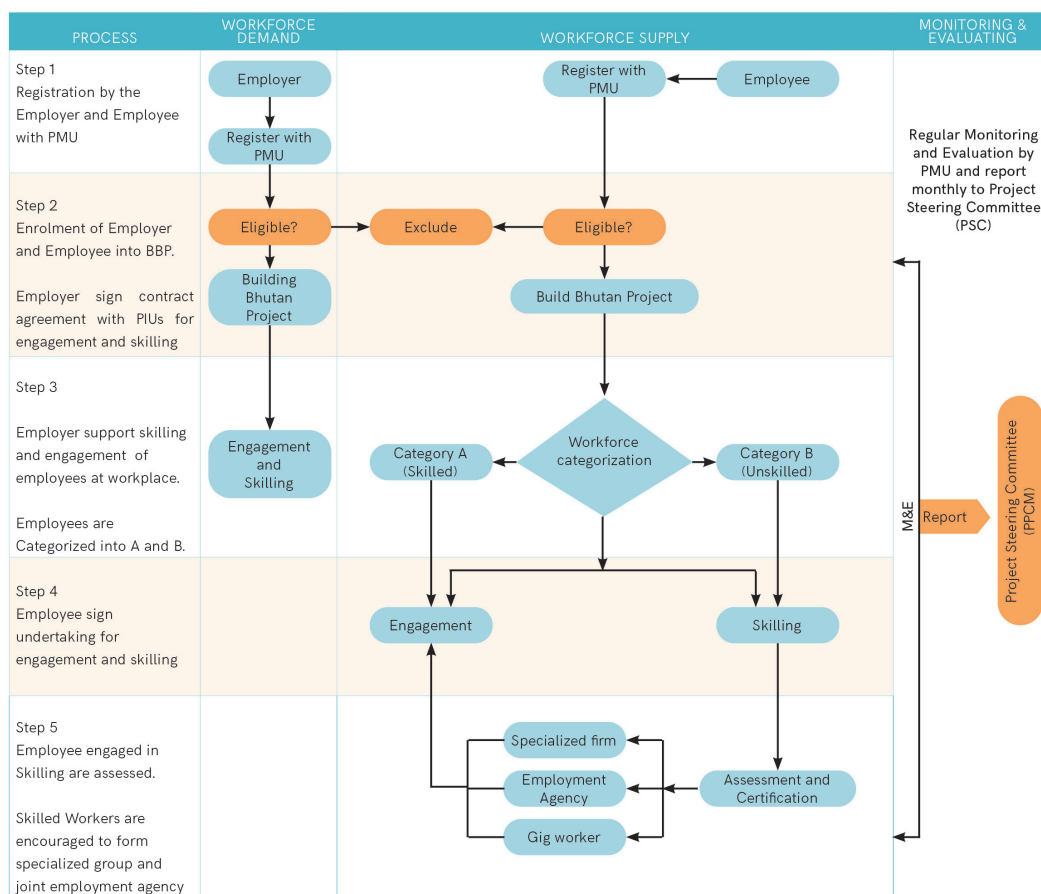 PROCESS
WORKFORCE
DEMAND
WORKFORCE SUPPLY
MONITORING &
EVALUATING
Step 1
Registration by the
Employer and Employee
with PMU
Employer
Register with
PMU
Register with
PMU
Employee
Regular Monitoring
and Evaluation by
PMU and report
monthly to Project
Steering Committee
(PSC)
Step 2
Enrolment of Employer
and Employee into BBP.
Employer sign contract
agreement with PIUs for
engagement and skilling
Eligible?
Exclude
Eligible?
Building
Bhutan
Project
Build Bhutan Project
Step 3
Employer support skilling
and engagement of
employees at workplace.
Employees are
Categorized into A and B.
Engagement
and
Skilling
Category A
(Skilled)
Workforce
categorization
Category B
(Unskilled)
M&E
Report
Project Steering Committee
(PPCM)
Step 4
Employee sign
undertaking for
engagement and skilling
Engagement
Skilling
Step 5
Employee engaged in
Skilling are assessed.
Skilled Workers are
encouraged to form
specialized group and
joint employment agency
Specialized firm
Employment
Agency
Gig worker
Assessment and
Certification